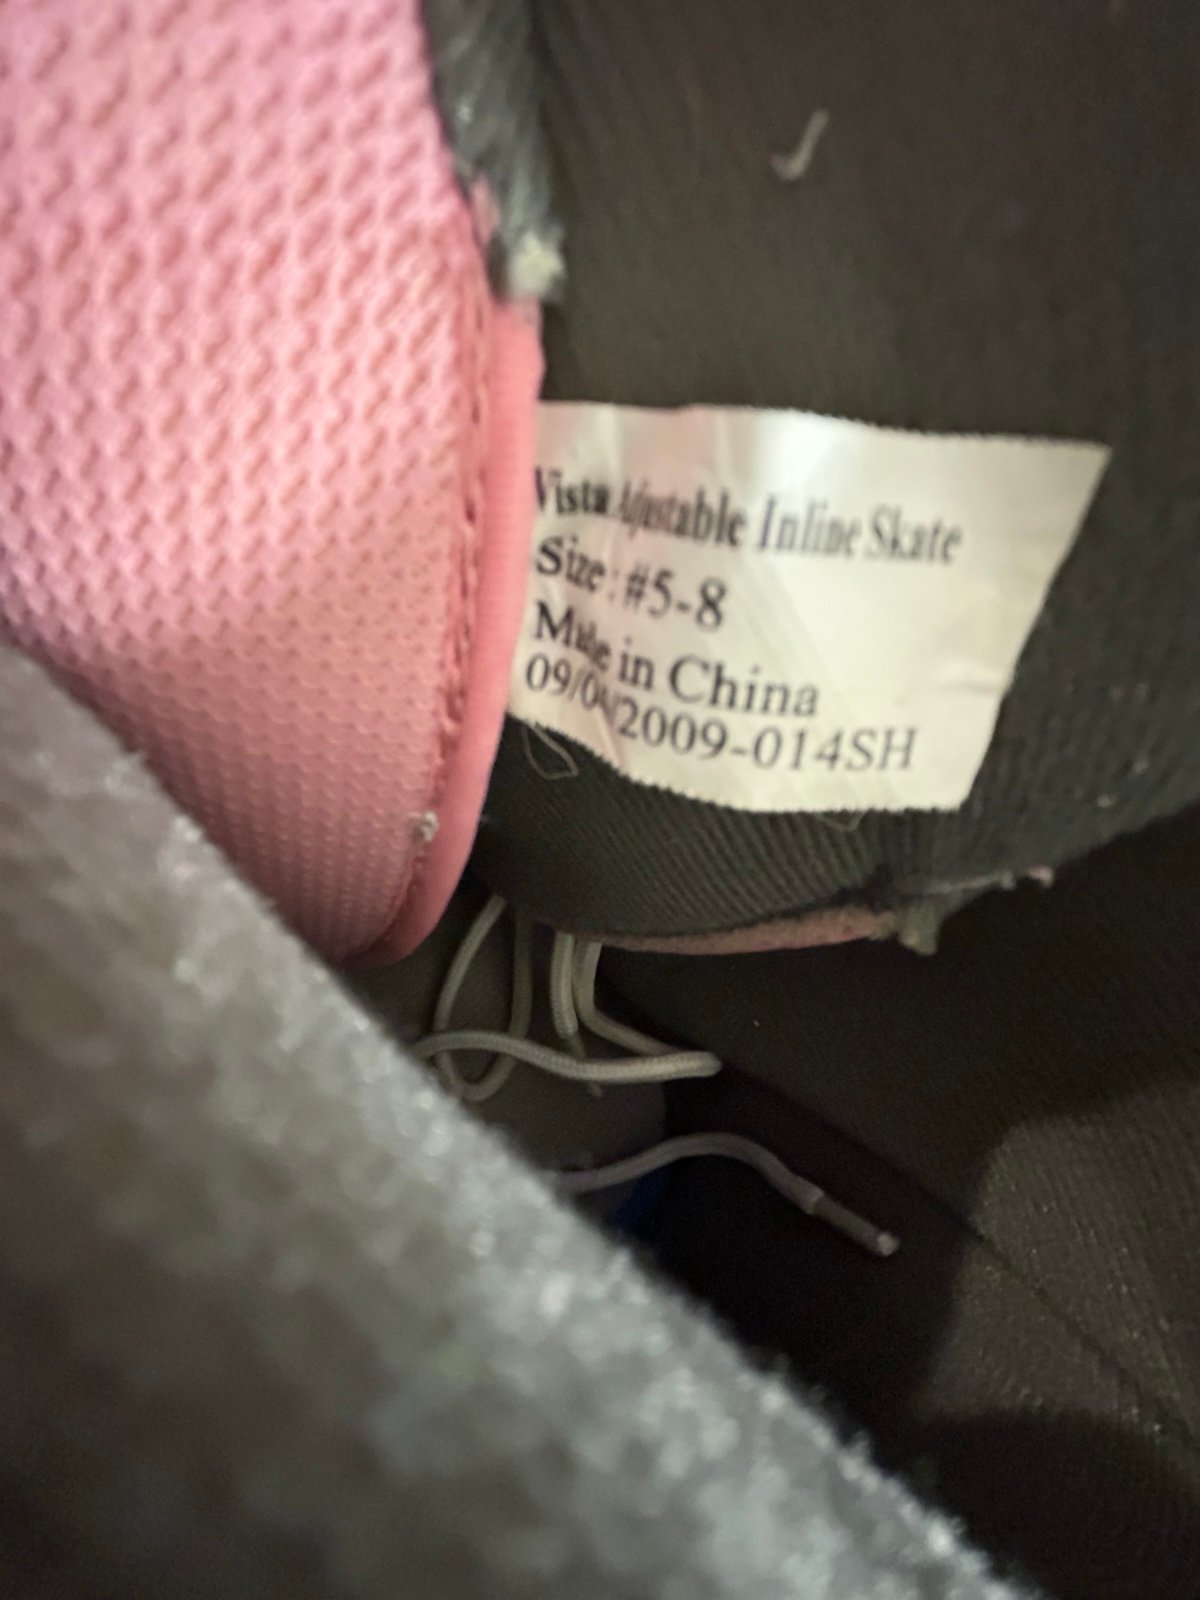 Vista Adjustable Inline Skate
Size: #5-8
Made in China
09/04/2009-014SH